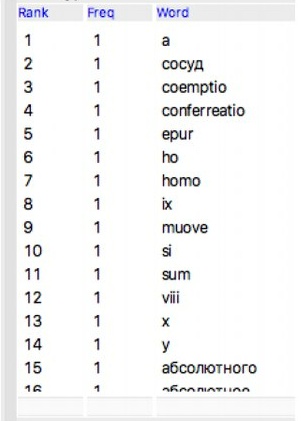 Rank Freq Word
1 1 a
2 1 cocyд
3 1 coemptio
4 1 conferreatio
5 1 epur
6 1 ho
7 1 homo
8 1 ix
9 1 muove
10 1 si
11 1 sum
12 1 viii
13 1 x
14 1 y
15 1 абсолютного
16 1 абсолютное